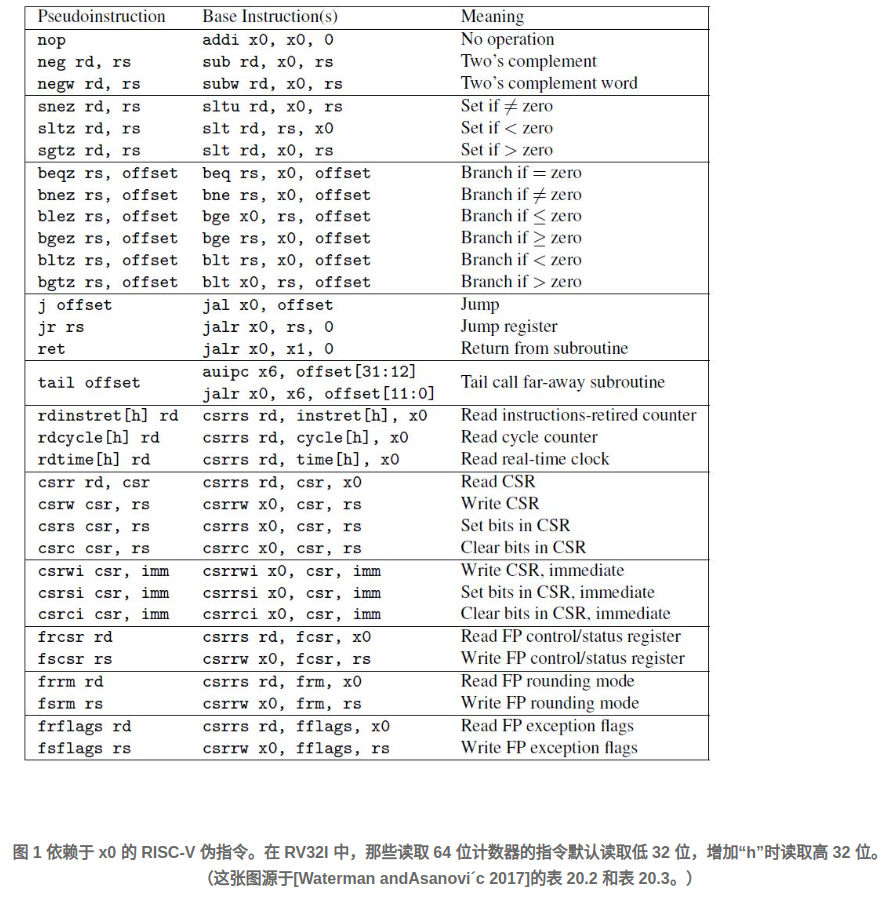 Pseudoinstruction Base Instruction(s) Meaning
nop addi x0, x0, 0 No operation
neg rd, rs sub rd, x0, rs Two's complement
negw rd, rs subw rd, x0, rs Two's complement word
snez rd, rs sltu rd, x0, rs Set if ≠ zero
sltz rd, rs slt rd, rs, x0 Set if < zero
sgtz rd, rs slt rd, x0, rs Set if > zero
beqz rs, offset beq rs, x0, offset Branch if = zero
bnez rs, offset bne rs, x0, offset Branch if ≠ zero
blez rs, offset bge x0, rs, offset Branch if ≤ zero
bgez rs, offset bge rs, x0, offset Branch if ≥ zero
bltz rs, offset blt rs, x0, offset Branch if < zero
bgtz rs, offset blt x0, rs, offset Branch if > zero
j offset jal x0, offset Jump
jr rs jalr x0, rs, 0 Jump register
ret jalr x0, x1, 0 Return from subroutine
tail offset auipc x6, offset[31:12] Tail call far-away subroutine
jalr x0, x6, offset[11:0]
rdinstret[h] rd csrrs rd, instret[h], x0 Read instructions-retired counter
rdcycle[h] rd csrrs rd, cycle[h], x0 Read cycle counter
rdtime[h] rd csrrs rd, time[h], x0 Read real-time clock
csrr rd, csr csrrs rd, csr, x0 Read CSR
csrw csr, rs csrrw x0, csr, rs Write CSR
csrs csr, rs csrrs x0, csr, rs Set bits in CSR
csrc csr, rs csrrc x0, csr, rs Clear bits in CSR
csrwi csr, imm csrrwi x0, csr, imm Write CSR, immediate
csrsi csr, imm csrrsi x0, csr, imm Set bits in CSR, immediate
csrci csr, imm csrrci x0, csr, imm Clear bits in CSR, immediate
frcsr rd csrrs rd, fcsr, x0 Read FP control/status register
fscsr rs csrrw x0, fcsr, rs Write FP control/status register
frrm rd csrrs rd, frm, x0 Read FP rounding mode
fsrm rs csrrw x0, frm, rs Write FP rounding mode
frflags rd csrrs rd, fflags, x0 Read FP exception flags
fsflags rs csrrw x0, fflags, rs Write FP exception flags
图 1 依赖于 x0 的 RISC-V 伪指令。在 RV32I 中，那些读取 64 位计数器的指令默认读取低 32 位，增加“h”时读取高 32 位。
（这张图源于[Waterman andAsanovi´c 2017]的表 20.2 和表 20.3。）